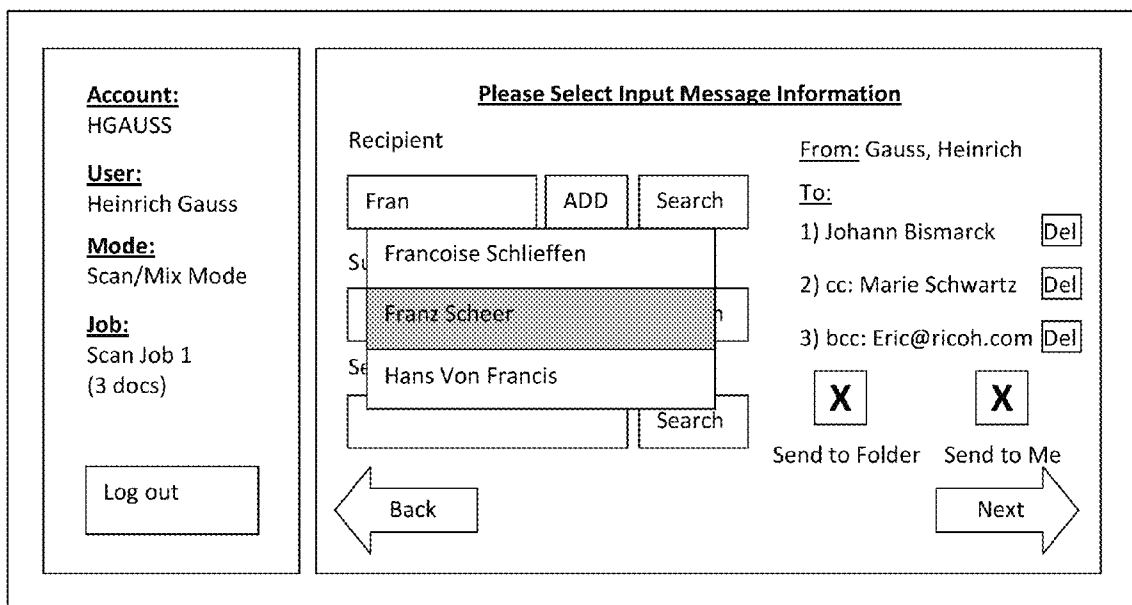 Account:
HGAUSS
User:
Heinrich Gauss
Mode:
Scan/Mix Mode
Job:
Scan Job 1
(3 docs)
Log out
Please Select Input Message Information
Recipient
Fran
ADD
Search
Francoise Schlieffen
Franz Scheer
Hans Von Francis
Search
Back
From: Gauss, Heinrich
To:
1) Johann Bismarck Del
2) cc: Marie Schwartz Del
3) bcc: Eric@ricoh.com Del
X X
Send to Folder Send to Me
Next